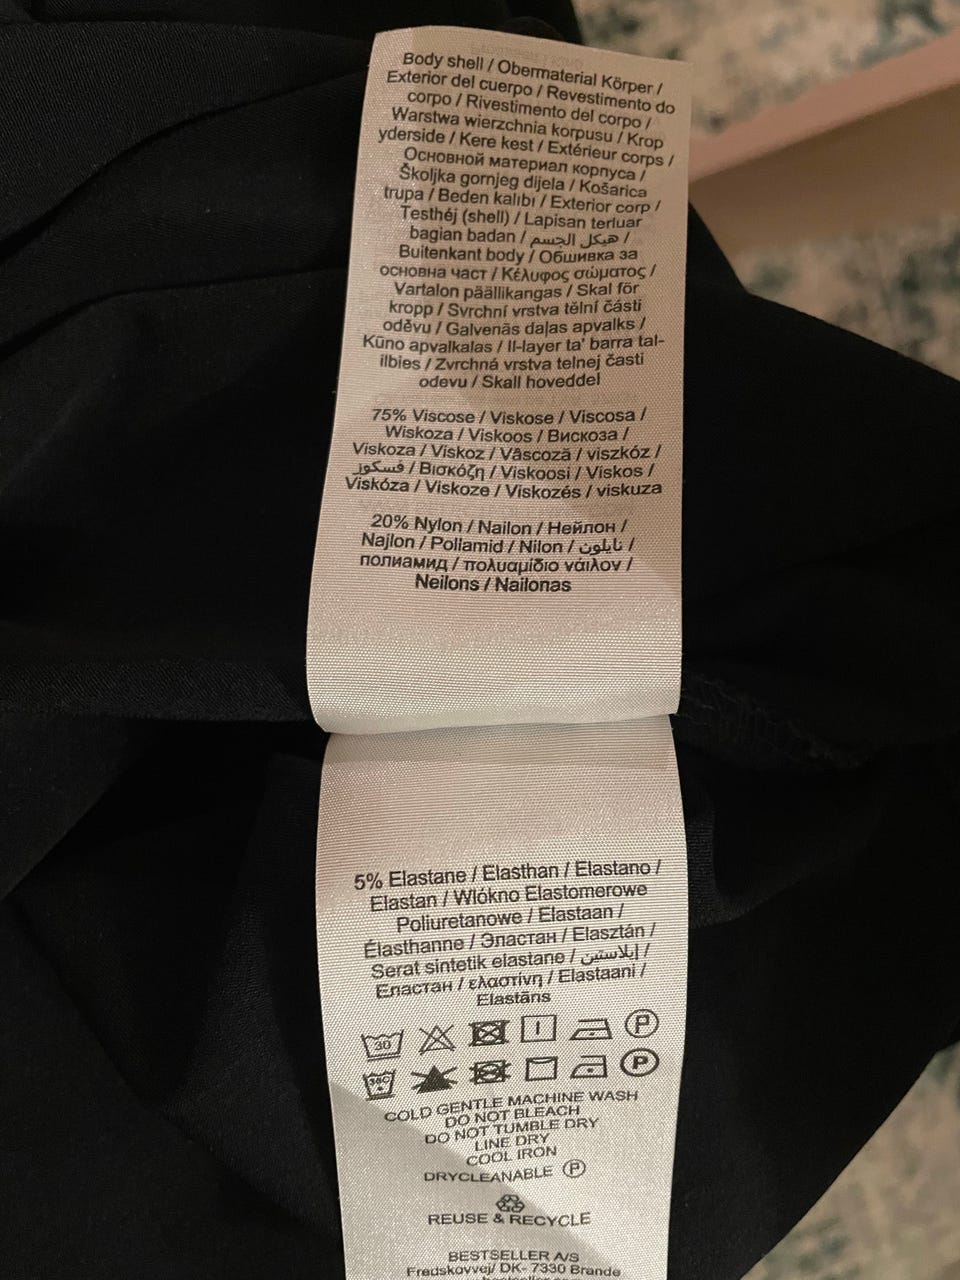 Body shell / Obermaterial Körper /
Exterior del cuerpo / Revestimento do
corpo / Rivestimento del corpo /
Warstwa wierzchnia korpusu / Krop
yderside / Kere kest / Extérieur corps /
Основной материал корпуса /
Školjka gornjeg dijela / Košarica
trupa / Beden kalıbı / Exterior corp /
Testhéj (shell) / Lapisan terluar
bagian badan / هيكل الجسم /
Buitenkant body / Обшивка за
основна част / Κέλυφος σώματος /
Vartalon päällikangas / Skal för
kropp / Svrchní vrstva tělní části
oděvu / Galvenās daļas apvalks /
Kūno apvalkalas / Il-layer ta' barra tal-
ilbies / Zvrchná vrstva telnej časti
odevu / Skall hoveddel
75% Viscose / Viskose / Viscosa /
Wiskoza / Viskoos / Вискоза /
Viskoza / Viskoz / Vâscoză / viszkóz /
فسكوز / Βισκόζη / Viskoosi / Viskos /
Viskóza / Viskoze / Viskozės / viskuza
20% Nylon / Nailon / Нейлон /
Najlon / Poliamid / Nilon / نايلون /
полиамид / πολυαμίδιο νάιλον /
Neilons / Nailonas
5% Elastane / Elasthan / Elastano /
Elastan / Wlókno Elastomerowe
Poliuretanowe / Elastaan /
Élasthanne / Эластан / Elasztán /
Serat sintetik elastane / إيلاستين /
Еластан / ελαστίνη / Elastaani /
Elastāns
30 P
P
COLD GENTLE MACHINE WASH
DO NOT BLEACH
DO NOT TUMBLE DRY
LINE DRY
COOL IRON
DRYCLEANABLE P
REUSE & RECYCLE
BESTSELLER A/S
Fredskovvej/ DK- 7330 Brande